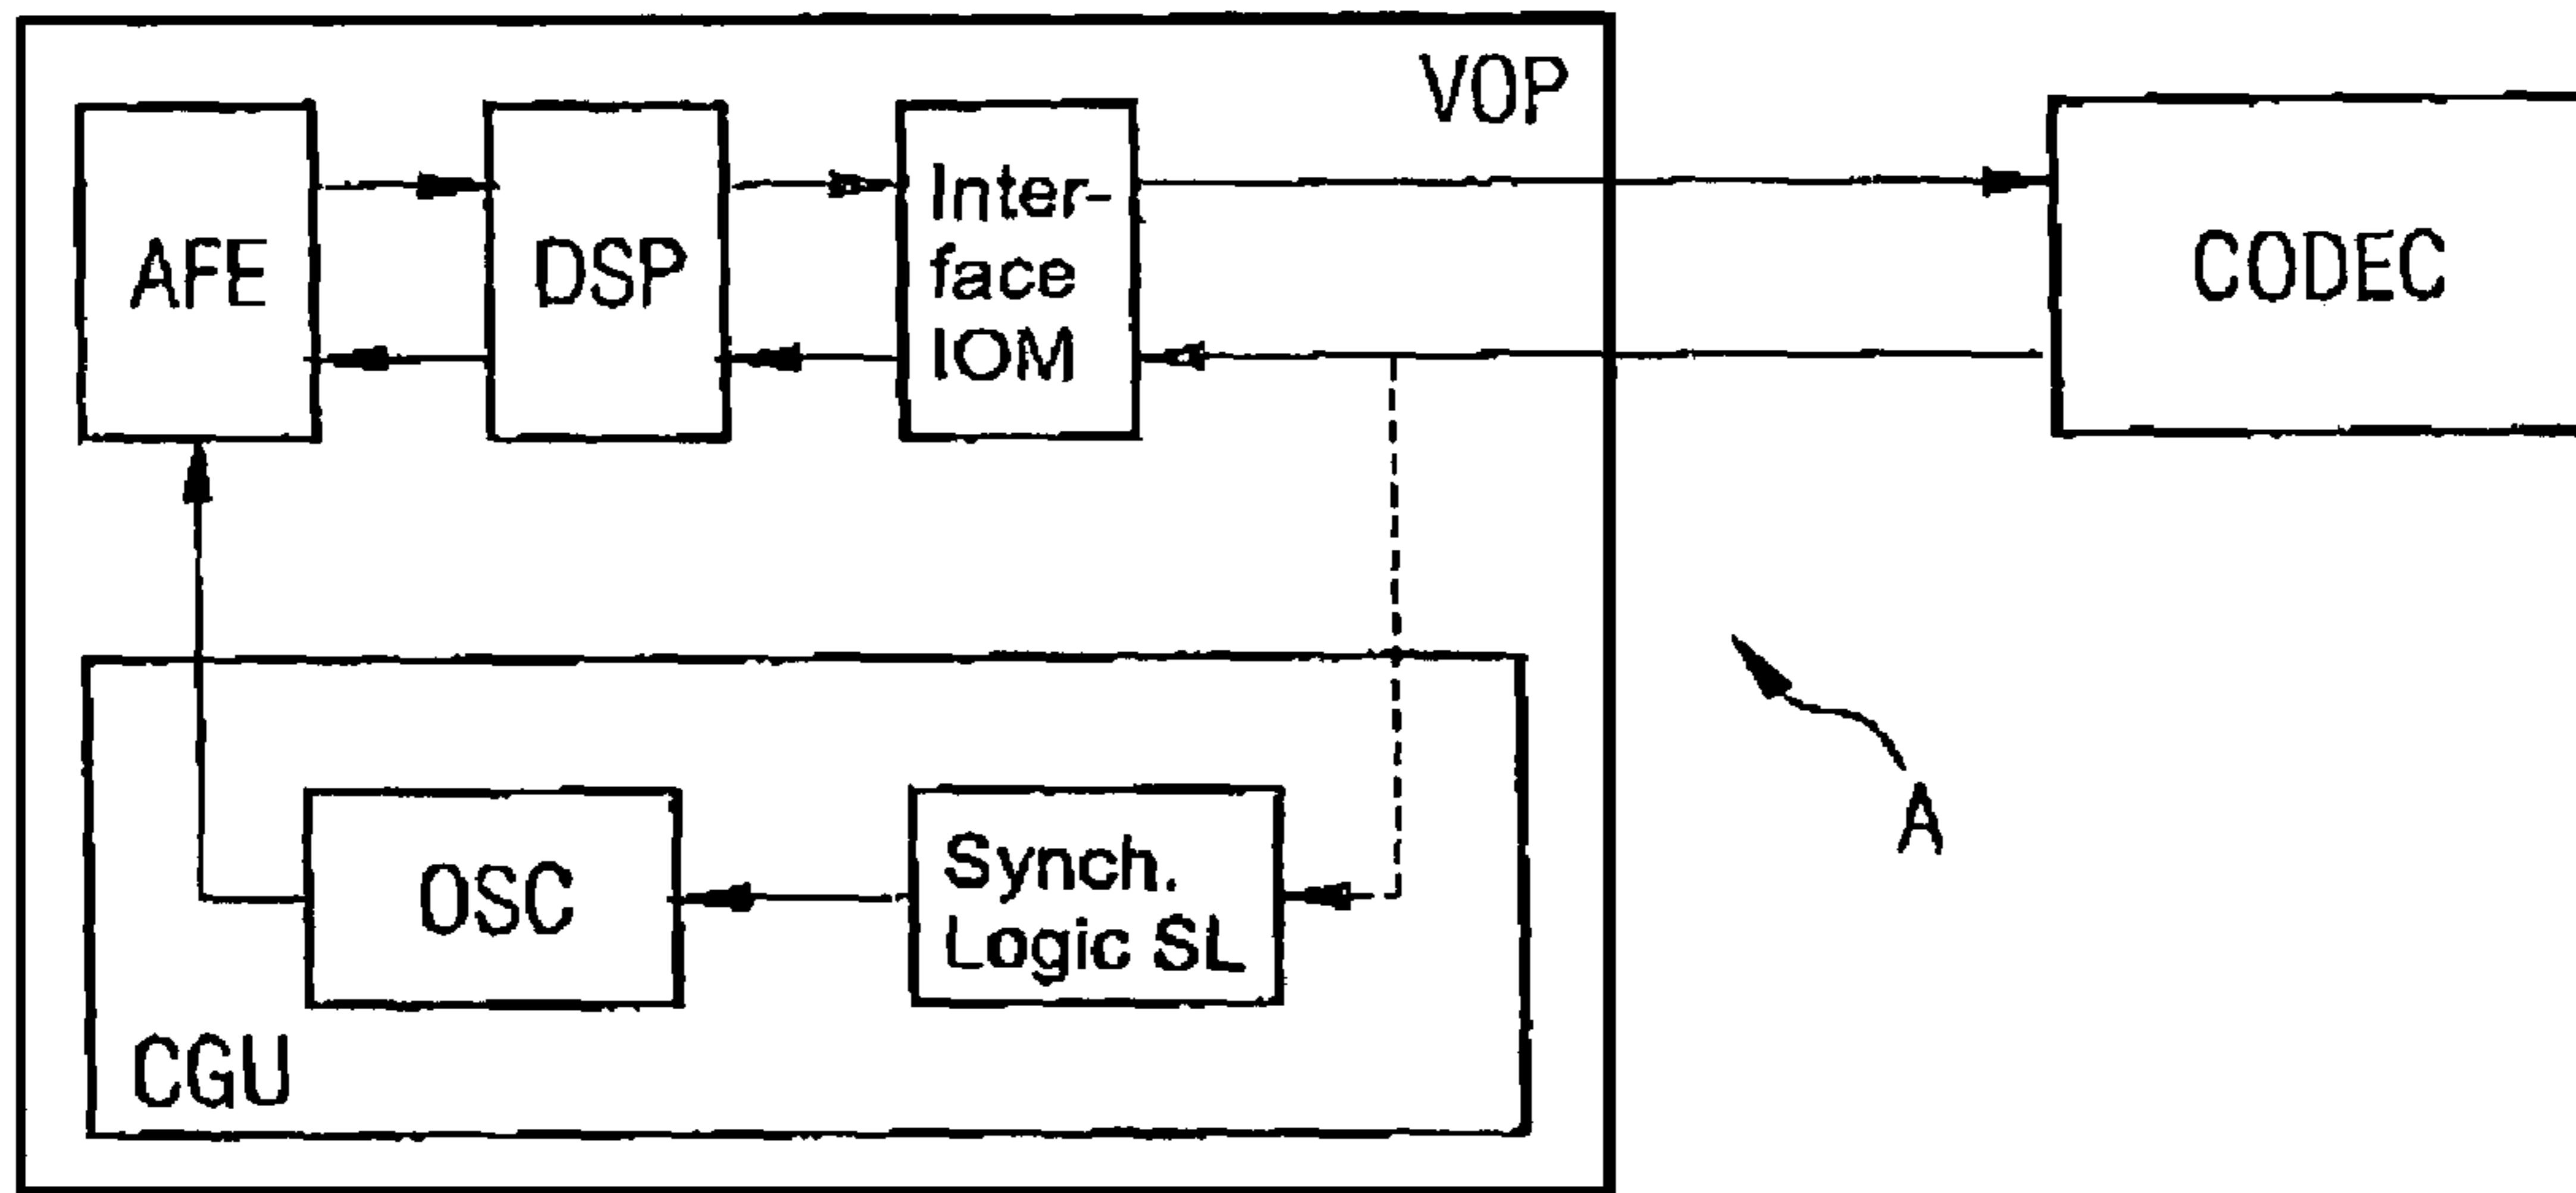 VOP
AFE
DSP
Inter-
face
IOM
CODEC
A
OSC
Synch.
Logic SL
CGU